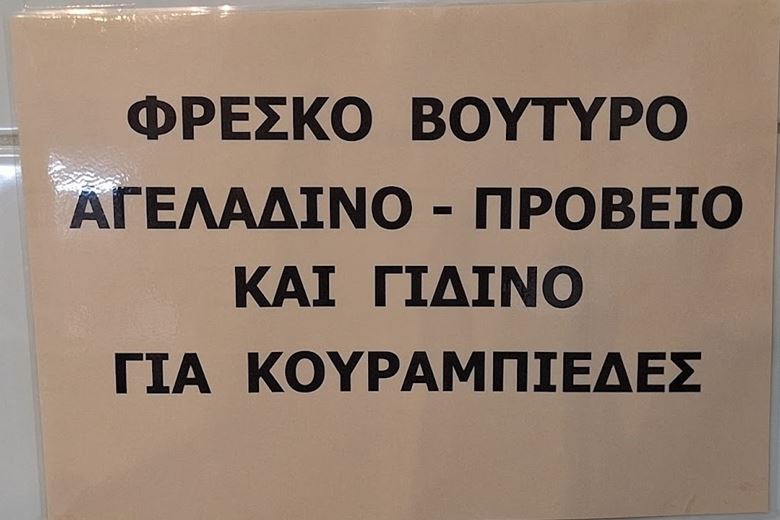 ΦΡΕΣΚΟ ΒΟΥΤΥΡΟ
ΑΓΕΛΑΔΙΝΟ - ΠΡΟΒΕΙΟ
ΚΑΙ ΓΙΔΙΝΟ
ΓΙΑ ΚΟΥΡΑΜΠΙΕΔΕΣ